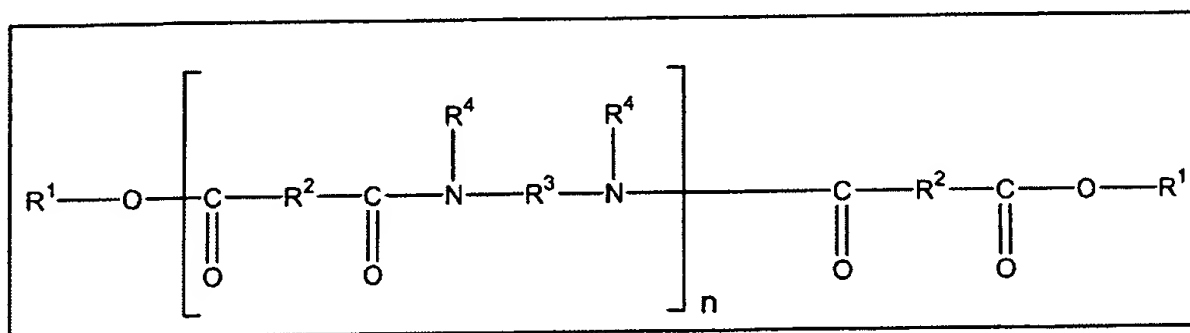 R⁴ R⁴
R¹ O C R² C N R³ N C R² C O R¹
O O O O
n